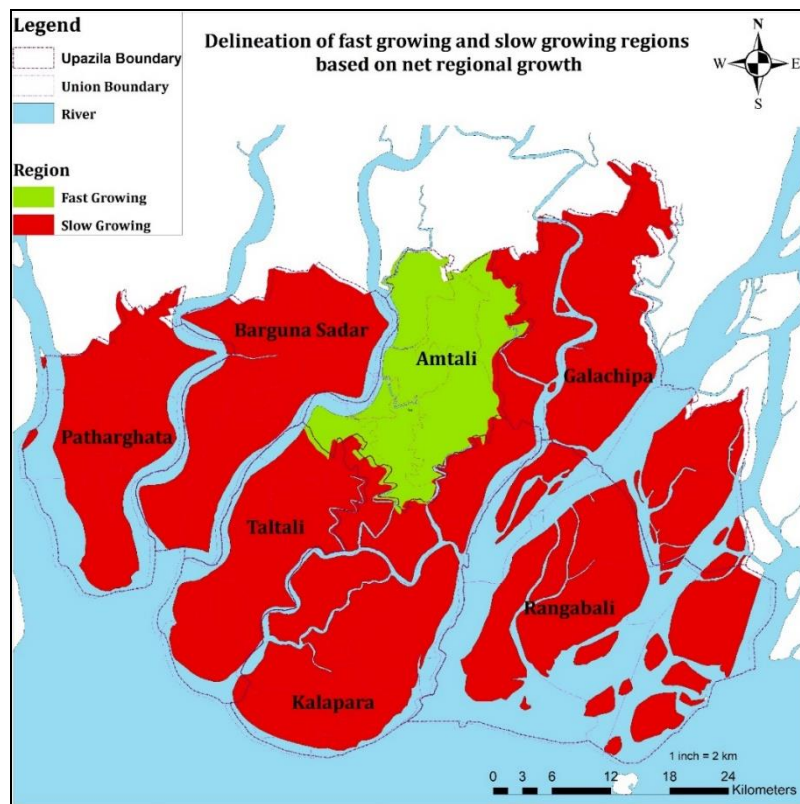 Legend
Upazila Boundary
Union Boundary
River
Region
Fast Growing
Slow Growing
Delineation of fast growing and slow growing regions
based on net regional growth
N
W
E
S
Barguna Sadar
Amtali
Galachipa
Patharghata
Taltali
Rangabali
Kalapara
1 inch = 2 km
0 3 6 12 18 24
Kilometers